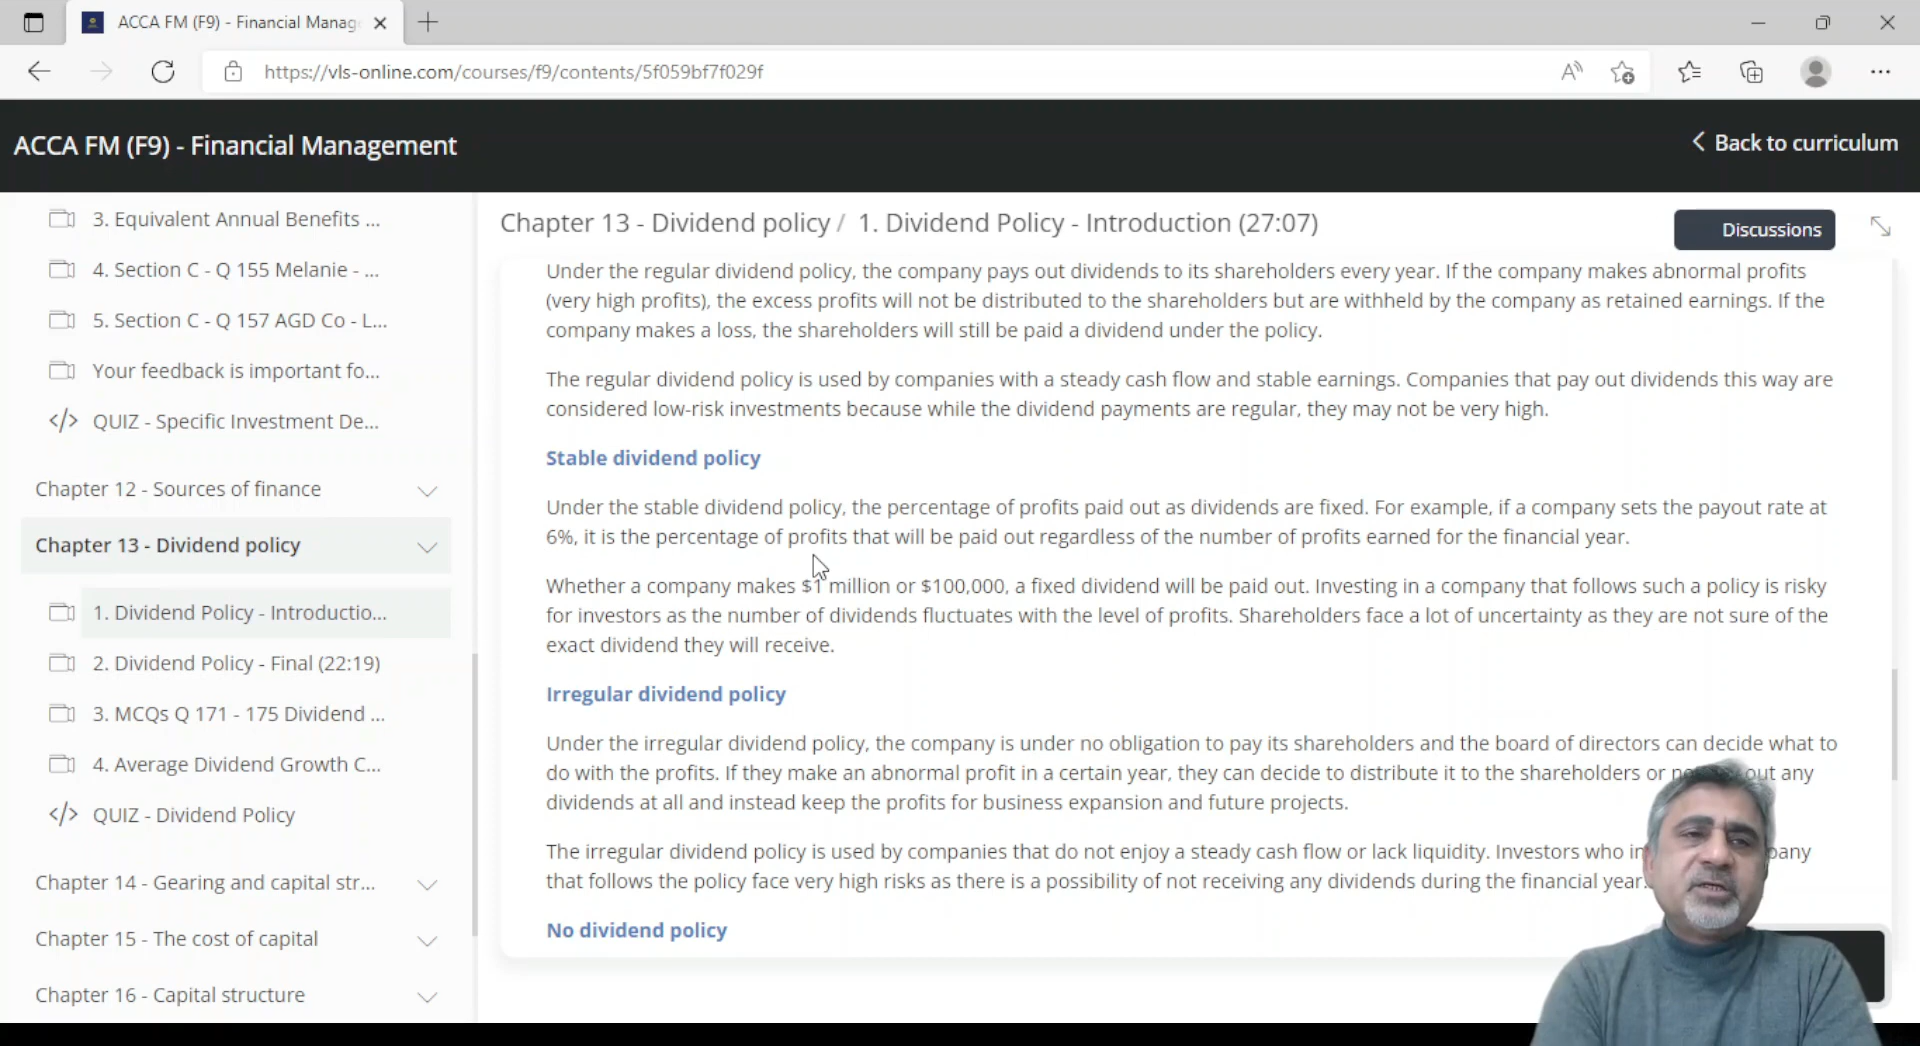 ACCA FM (F9) - Financial Manag
https://vls-online.com/courses/f9/contents/5f059bf7f029f
ACCA FM (F9) - Financial Management
Back to curriculum
3. Equivalent Annual Benefits ...
4. Section C - Q 155 Melanie - ...
5. Section C - Q 157 AGD Co - L...
Your feedback is important fo...
</> QUIZ - Specific Investment De...
Chapter 12 - Sources of finance
Chapter 13 - Dividend policy
1. Dividend Policy - Introductio...
2. Dividend Policy - Final (22:19)
3. MCQs Q 171 - 175 Dividend ...
4. Average Dividend Growth C...
</> QUIZ - Dividend Policy
Chapter 14 - Gearing and capital str...
Chapter 15 - The cost of capital
Chapter 16 - Capital structure
Chapter 13 - Dividend policy / 1. Dividend Policy - Introduction (27:07)
Discussions
Under the regular dividend policy, the company pays out dividends to its shareholders every year. If the company makes abnormal profits
(very high profits), the excess profits will not be distributed to the shareholders but are withheld by the company as retained earnings. If the
company makes a loss, the shareholders will still be paid a dividend under the policy.
The regular dividend policy is used by companies with a steady cash flow and stable earnings. Companies that pay out dividends this way are
considered low-risk investments because while the dividend payments are regular, they may not be very high.
Stable dividend policy
Under the stable dividend policy, the percentage of profits paid out as dividends are fixed. For example, if a company sets the payout rate at
6%, it is the percentage of profits that will be paid out regardless of the number of profits earned for the financial year.
Whether a company makes $1 million or $100,000, a fixed dividend will be paid out. Investing in a company that follows such a policy is risky
for investors as the number of dividends fluctuates with the level of profits. Shareholders face a lot of uncertainty as they are not sure of the
exact dividend they will receive.
Irregular dividend policy
Under the irregular dividend policy, the company is under no obligation to pay its shareholders and the board of directors can decide what to
do with the profits. If they make an abnormal profit in a certain year, they can decide to distribute it to the shareholders or out any
dividends at all and instead keep the profits for business expansion and future projects.
The irregular dividend policy is used by companies that do not enjoy a steady cash flow or lack liquidity. Investors who
that follows the policy face very high risks as there is a possibility of not receiving any dividends during the financial year.
No dividend policy